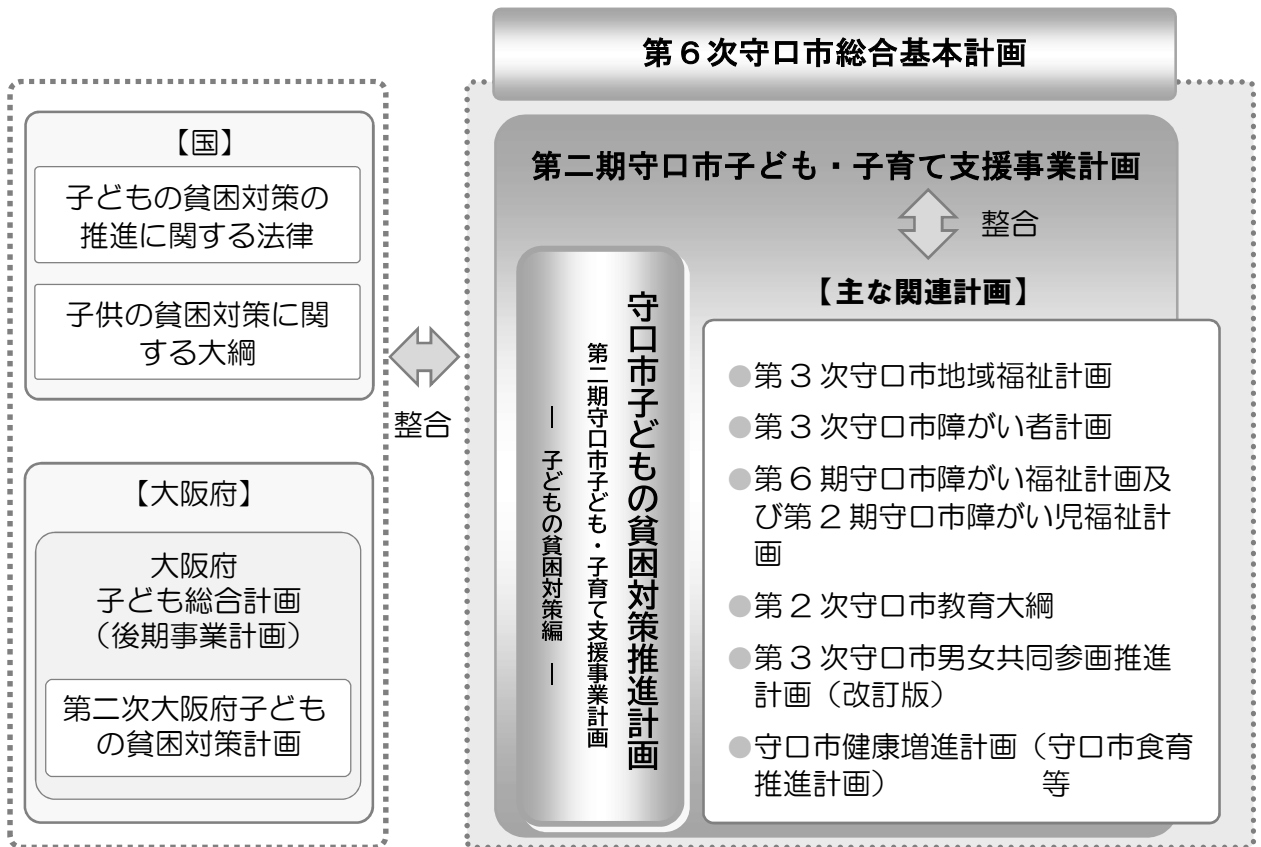 第６次守口市総合基本計画
【国】
子どもの貧困対策の
推進に関する法律
子供の貧困対策に関
する大綱
【大阪府】
大阪府
子ども総合計画
（後期事業計画）
第二次大阪府子ども
の貧困対策計画
整合
第二期守口市子ども・子育て支援事業計画
整合
守口市子どもの貧困対策推進計画
第二期守口市子ども・子育て支援事業計画
― 子どもの貧困対策編 ―
【主な関連計画】
●第３次守口市地域福祉計画
●第３次守口市障がい者計画
●第６期守口市障がい福祉計画及
び第２期守口市障がい児福祉計
画
●第２次守口市教育大綱
●第３次守口市男女共同参画推進
計画（改訂版）
●守口市健康増進計画（守口市食育
推進計画） 等